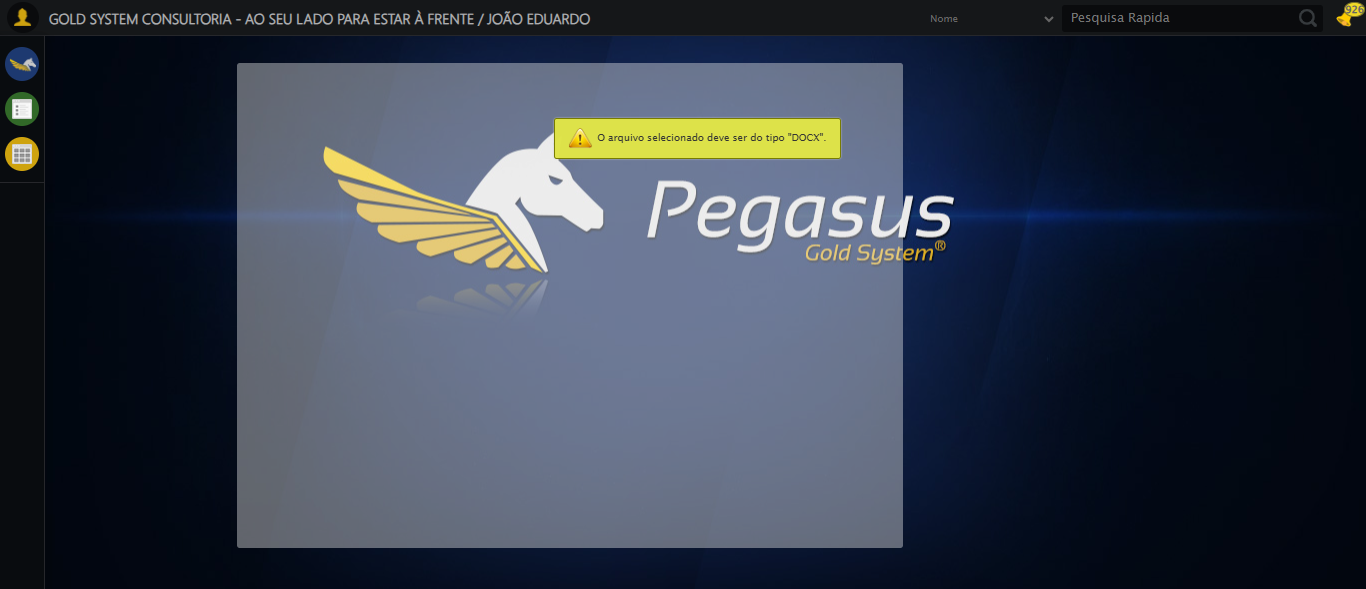 GOLD SYSTEM CONSULTORIA - AO SEU LADO PARA ESTAR À FRENTE / JOÃO EDUARDO
Nome
Pesquisa Rapida
926
O arquivo selecionado deve ser do tipo "DOCX".
Pegasus
Gold System®